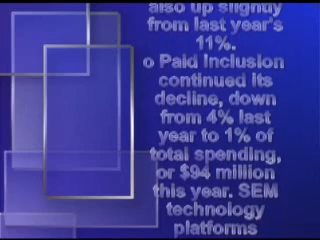 also up slightly
from last year's
11%.
o Paid inclusion
continued its
decline, down
from 4% last
year to 1% of
total spending,
or $94 million
this year. SEM
technology
platforms